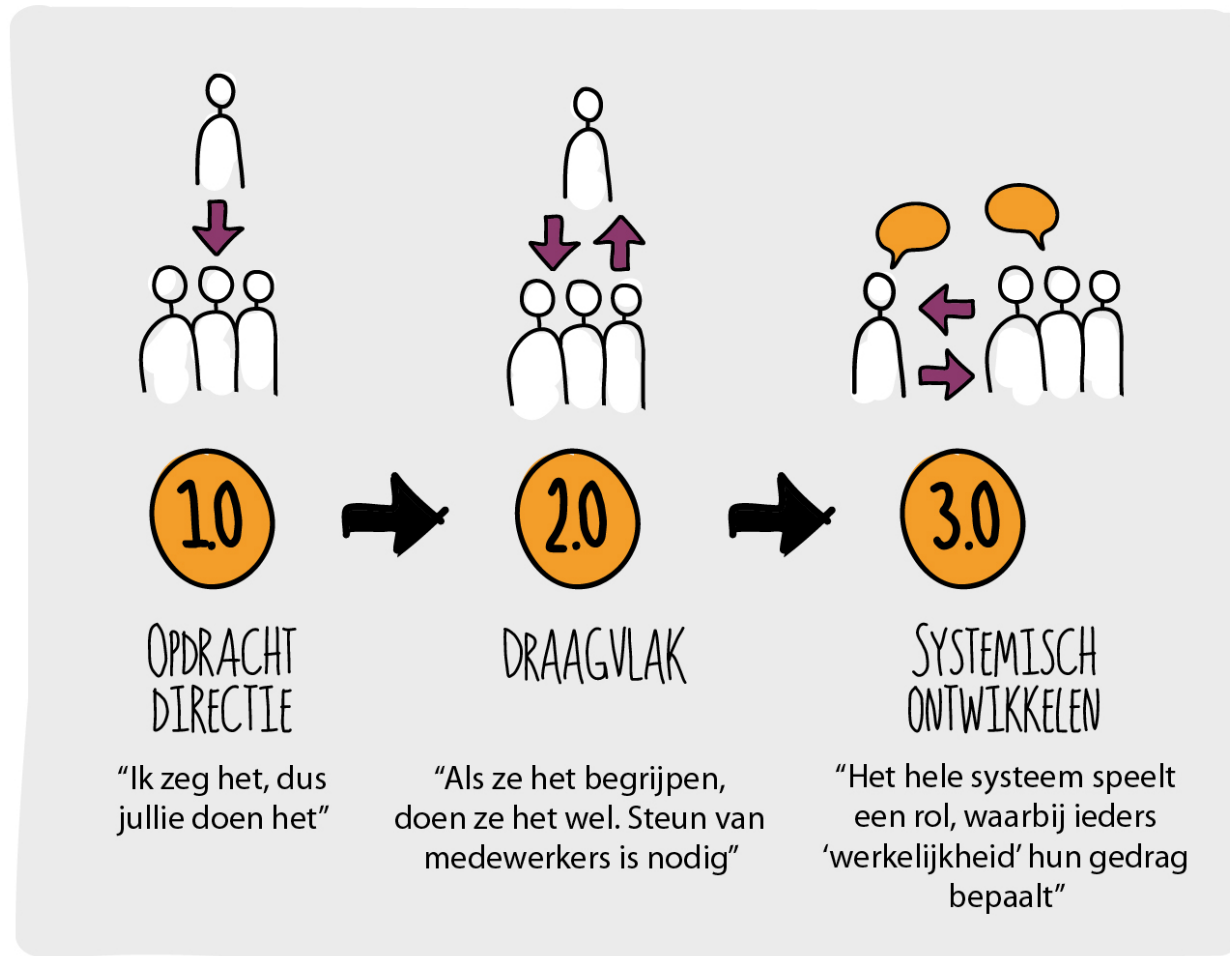 1.0
OPDRACHT
DIRECTIE
“Ik zeg het, dus
jullie doen het”
2.0
DRAAGVLAK
“Als ze het begrijpen,
doen ze het wel. Steun van
medewerkers is nodig”
3.0
SYSTEMISCH
ONTWIKKELEN
“Het hele systeem speelt
een rol, waarbij ieders
‘werkelijkheid’ hun gedrag
bepaalt”